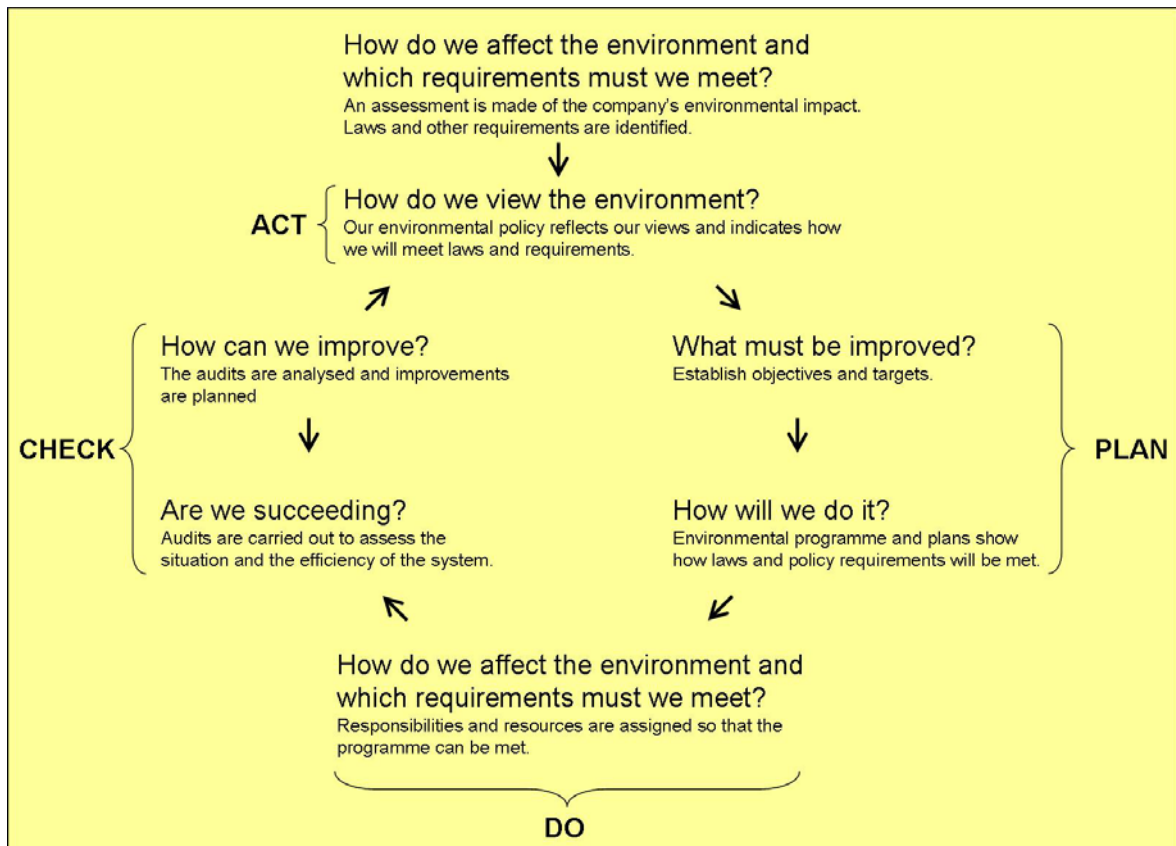 How do we affect the environment and
which requirements must we meet?
An assessment is made of the company's environmental impact.
Laws and other requirements are identified.
ACT
How do we view the environment?
Our environmental policy reflects our views and indicates how
we will meet laws and requirements.
How can we improve?
The audits are analysed and improvements
are planned
What must be improved?
Establish objectives and targets.
CHECK
PLAN
Are we succeeding?
Audits are carried out to assess the
situation and the efficiency of the system.
How will we do it?
Environmental programme and plans show
how laws and policy requirements will be met.
How do we affect the environment and
which requirements must we meet?
Responsibilities and resources are assigned so that the
programme can be met.
DO